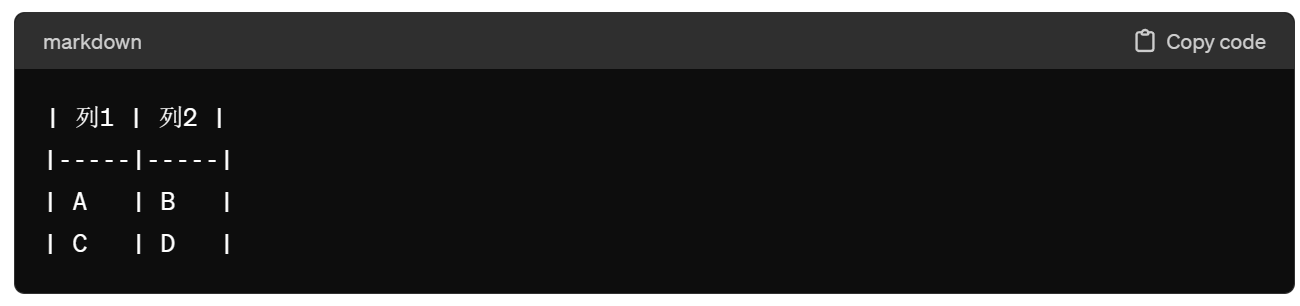 markdown
Copy code
| 列1 | 列2 |
|-----|-----|
| A   | B   |
| C   | D   |